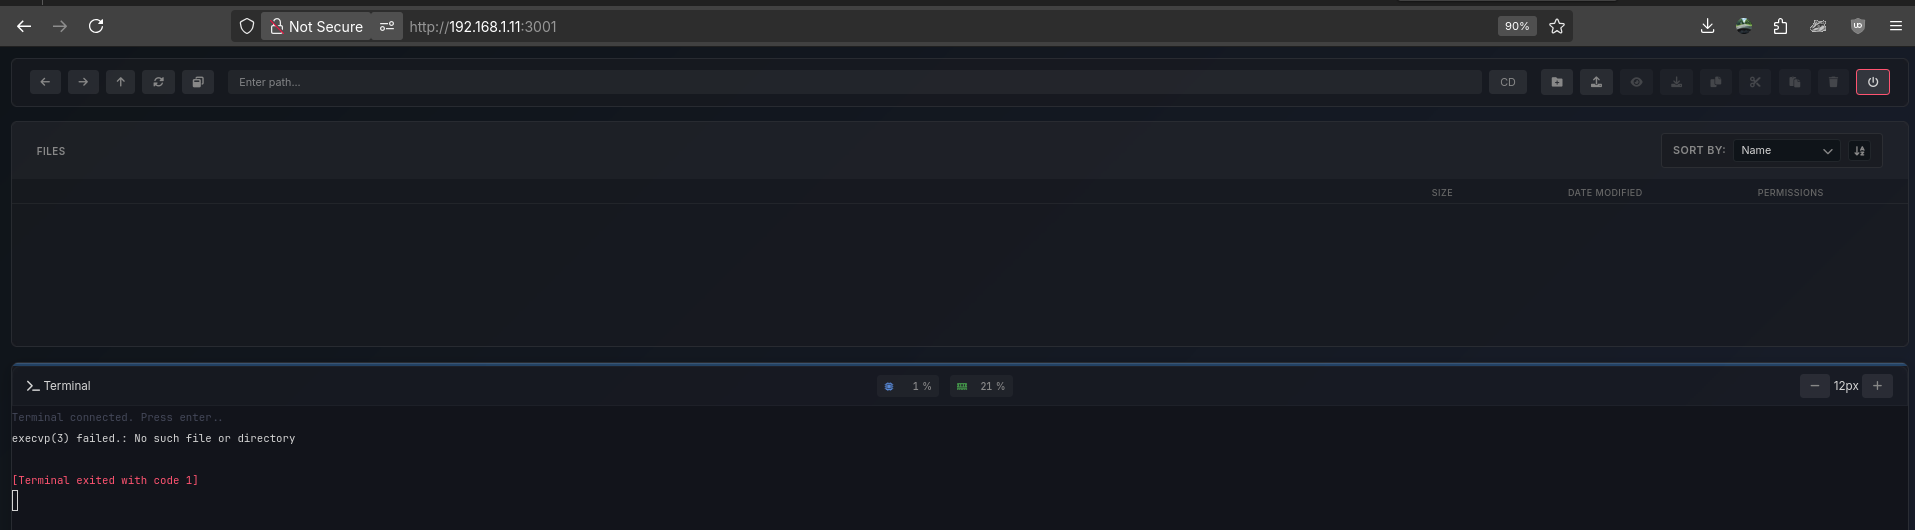 Not Secure http://192.168.1.11:3001 90%
Enter path... CD
FILES SORT BY: Name
SIZE DATE MODIFIED PERMISSIONS
Terminal 1 % 21 % 12px
Terminal connected. Press enter..
execvp(3) failed.: No such file or directory
[Terminal exited with code 1]